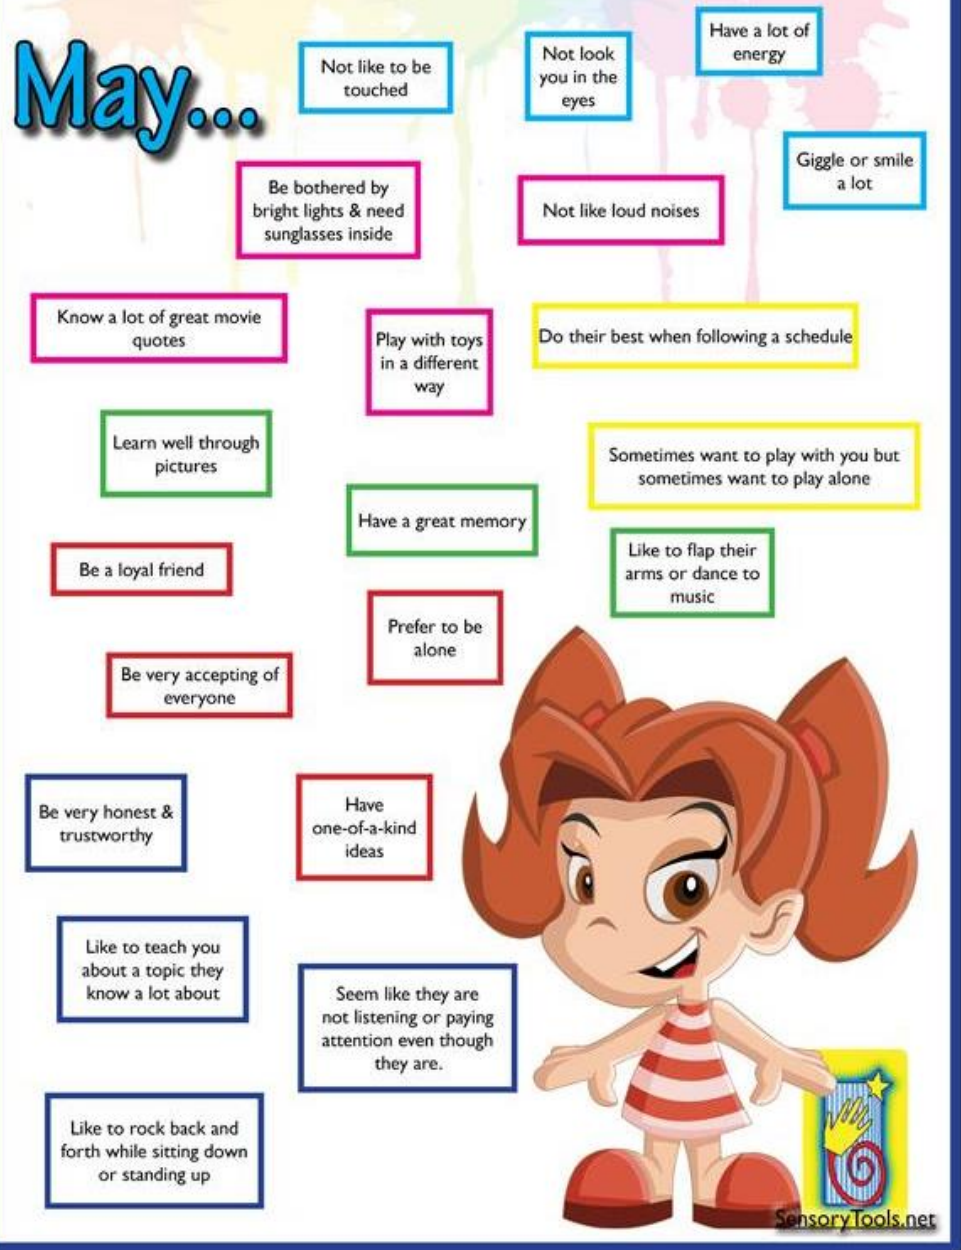 May...
Not like to be
touched
Not look
you in the
eyes
Have a lot of
energy
Giggle or smile
a lot
Be bothered by
bright lights & need
sunglasses inside
Not like loud noises
Know a lot of great movie
quotes
Play with toys
in a different
way
Do their best when following a schedule
Learn well through
pictures
Sometimes want to play with you but
sometimes want to play alone
Have a great memory
Like to flap their
arms or dance to
music
Be a loyal friend
Prefer to be
alone
Be very accepting of
everyone
Be very honest &
trustworthy
Have
one-of-a-kind
ideas
Like to teach you
about a topic they
know a lot about
Seem like they are
not listening or paying
attention even though
they are.
Like to rock back and
forth while sitting down
or standing up
SensoryTools.net